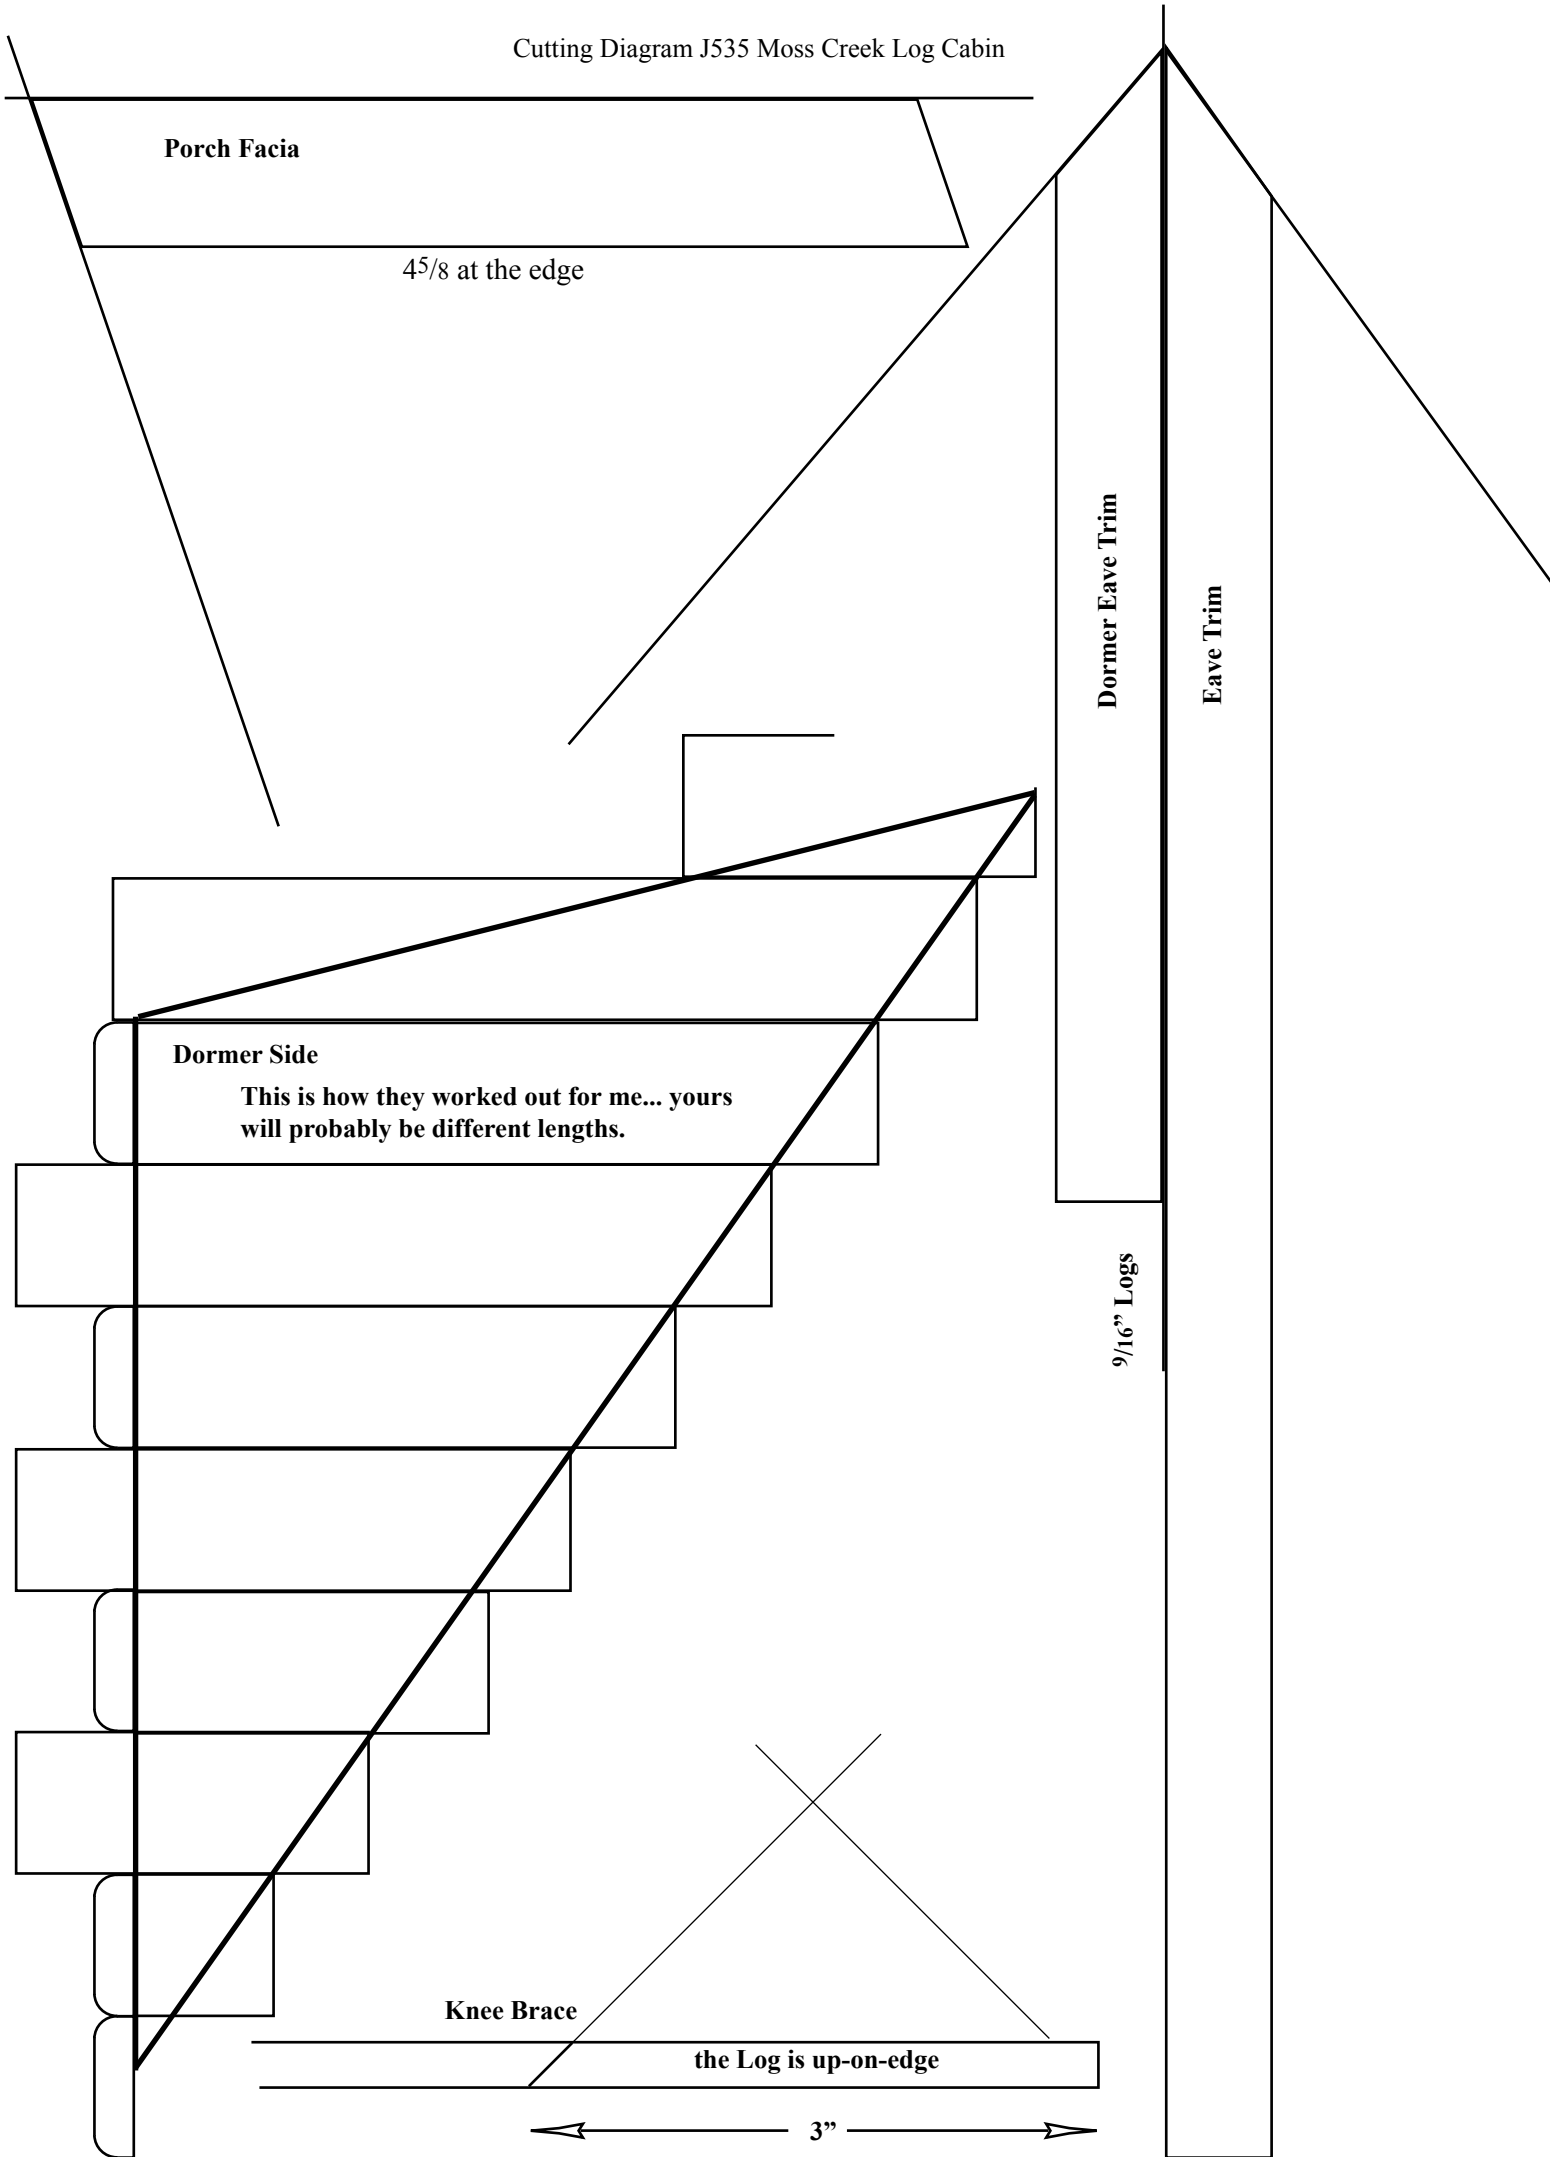 Cutting Diagram J535 Moss Creek Log Cabin
Porch Facia
45/8 at the edge
Dormer Eave Trim
Eave Trim
Dormer Side
This is how they worked out for me... yours
will probably be different lengths.
9/16” Logs
Knee Brace
the Log is up-on-edge
3”